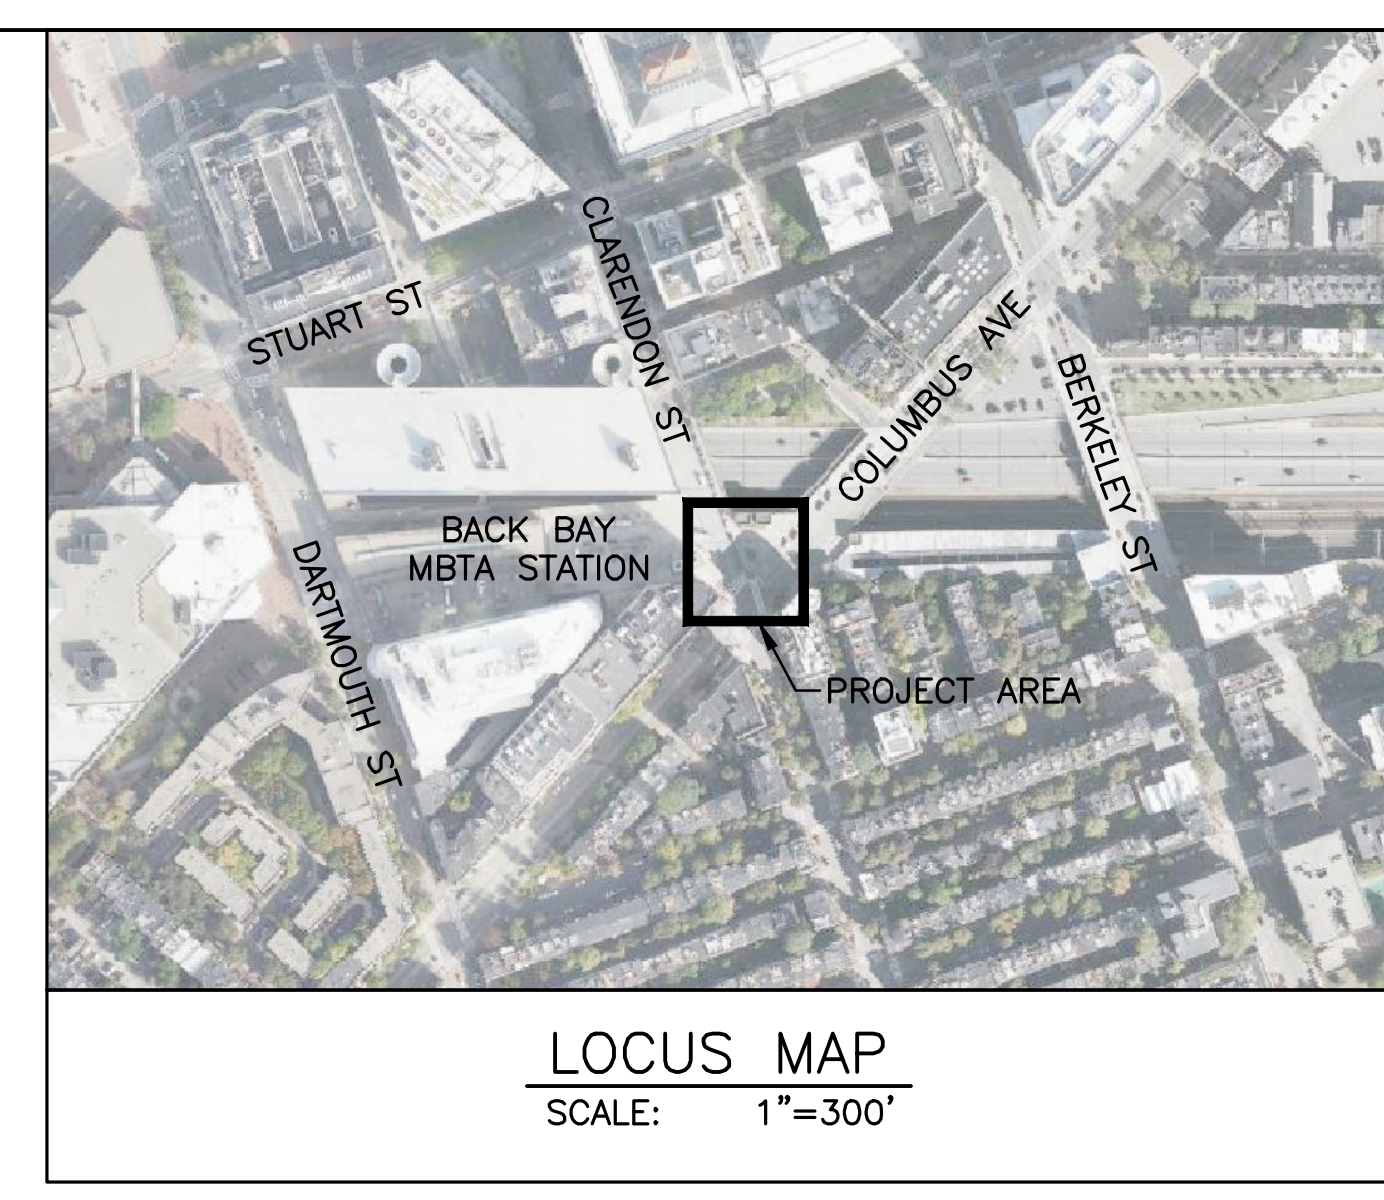 CLARENDON ST
STUART ST
COLUMBUS AVE
BERKELEY ST
BACK BAY
MBTA STATION
DARTMOUTH ST
PROJECT AREA
LOCUS MAP
SCALE: 1"=300'